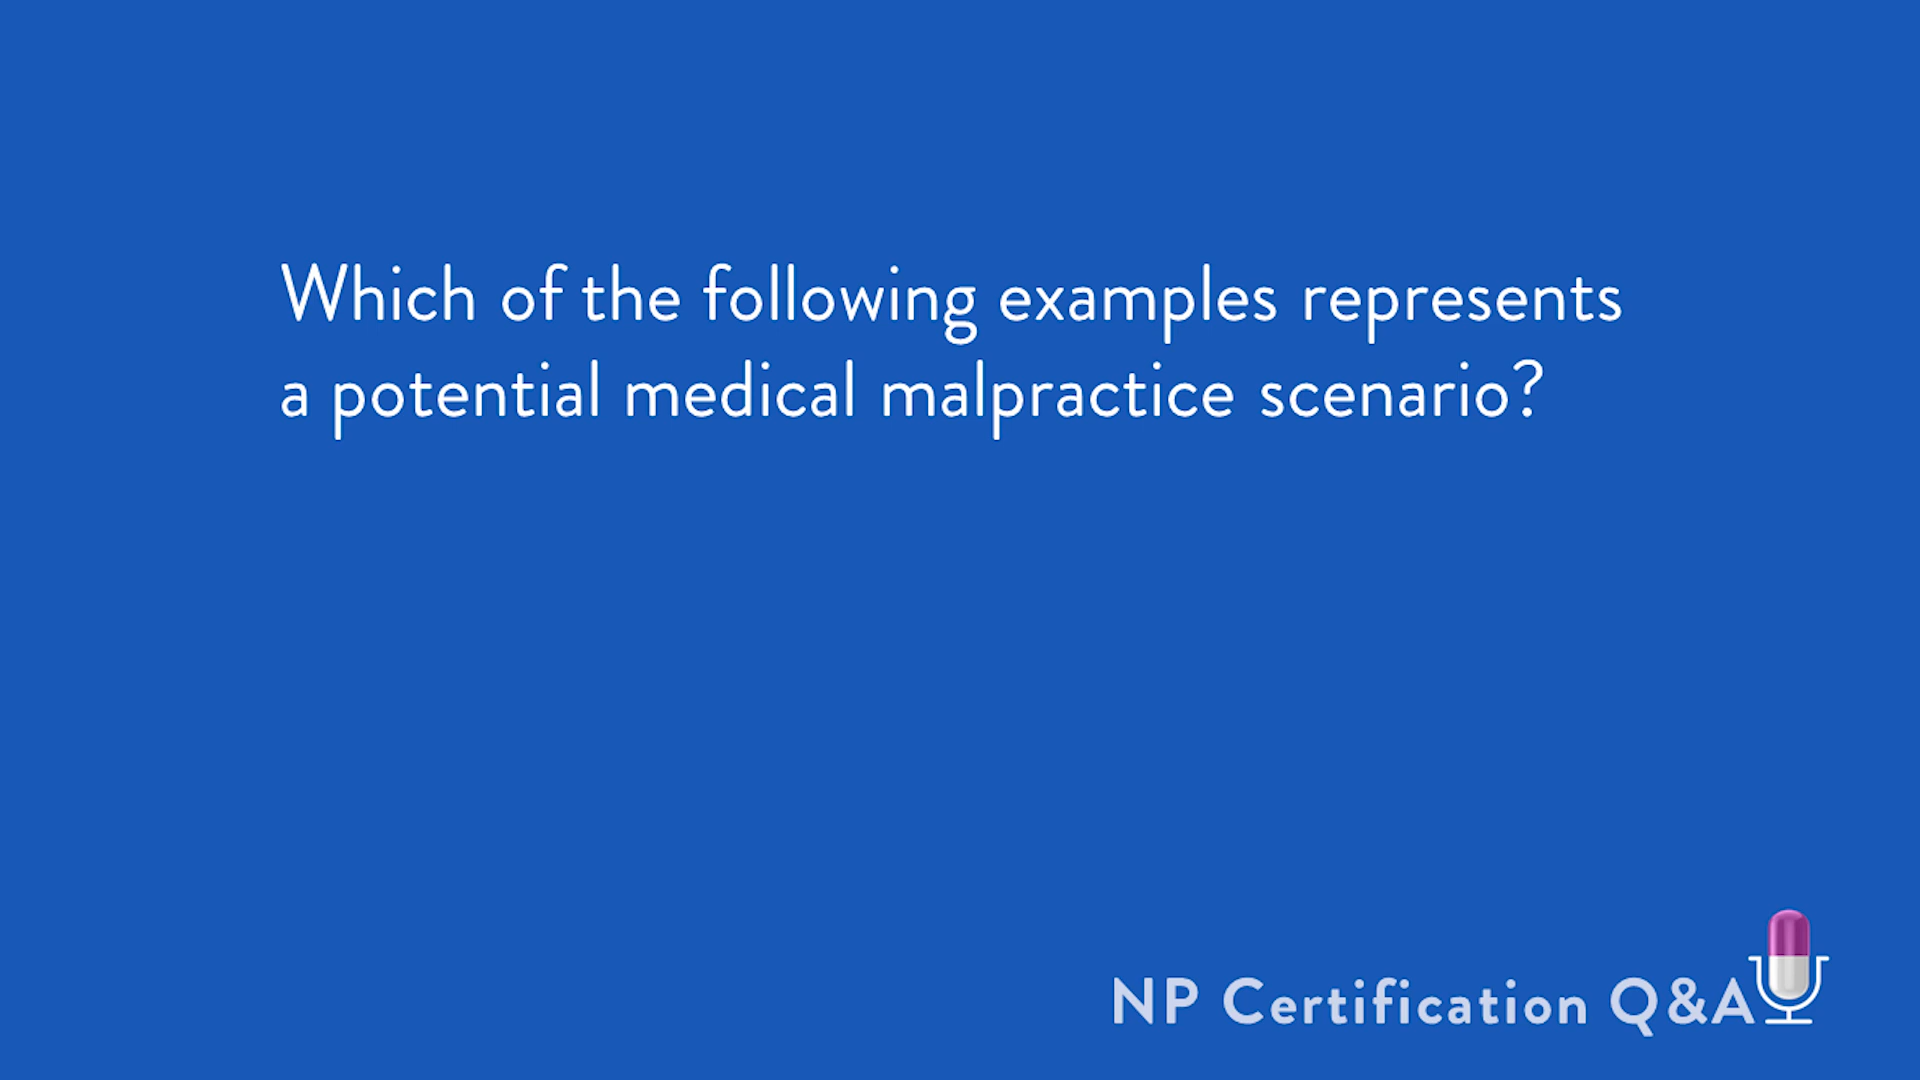 Which of the following examples represents
a potential medical malpractice scenario?
NP Certification Q&A